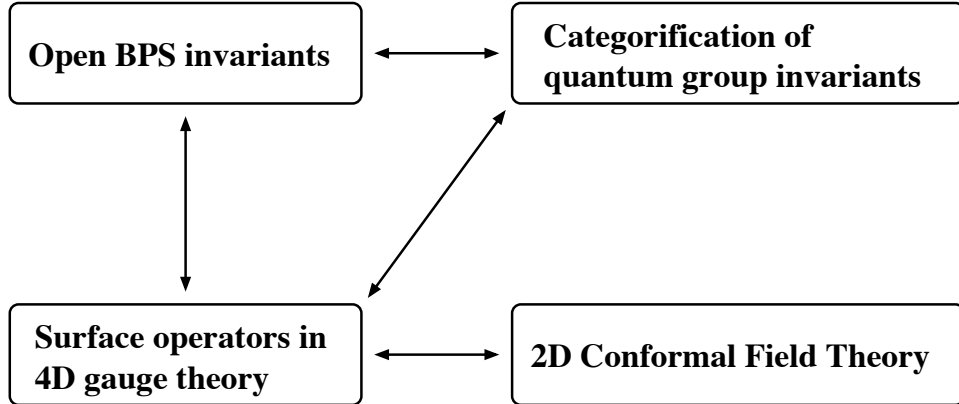 Open BPS invariants
Categorification of
quantum group invariants
Surface operators in
4D gauge theory
2D Conformal Field Theory